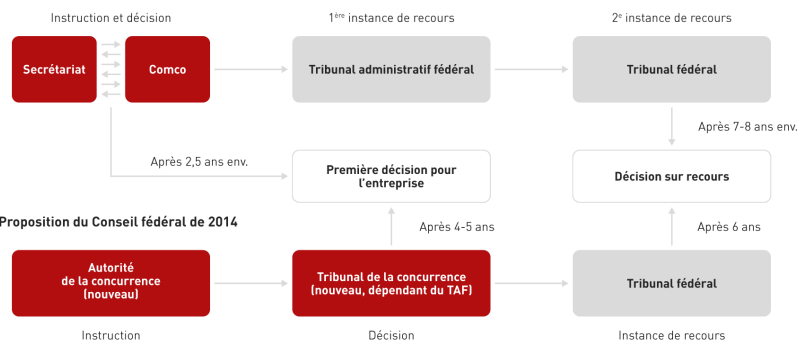 Instruction et décision
1ère instance de recours
2e instance de recours
Secrétariat
Comco
Tribunal administratif fédéral
Tribunal fédéral
Après 7-8 ans env.
Après 2,5 ans env.
Première décision pour
l'entreprise
Décision sur recours
Proposition du Conseil fédéral de 2014
Après 4-5 ans
Après 6 ans
Autorité
de la concurrence
(nouveau)
Tribunal de la concurrence
(nouveau, dépendant du TAF)
Tribunal fédéral
Instruction
Décision
Instance de recours